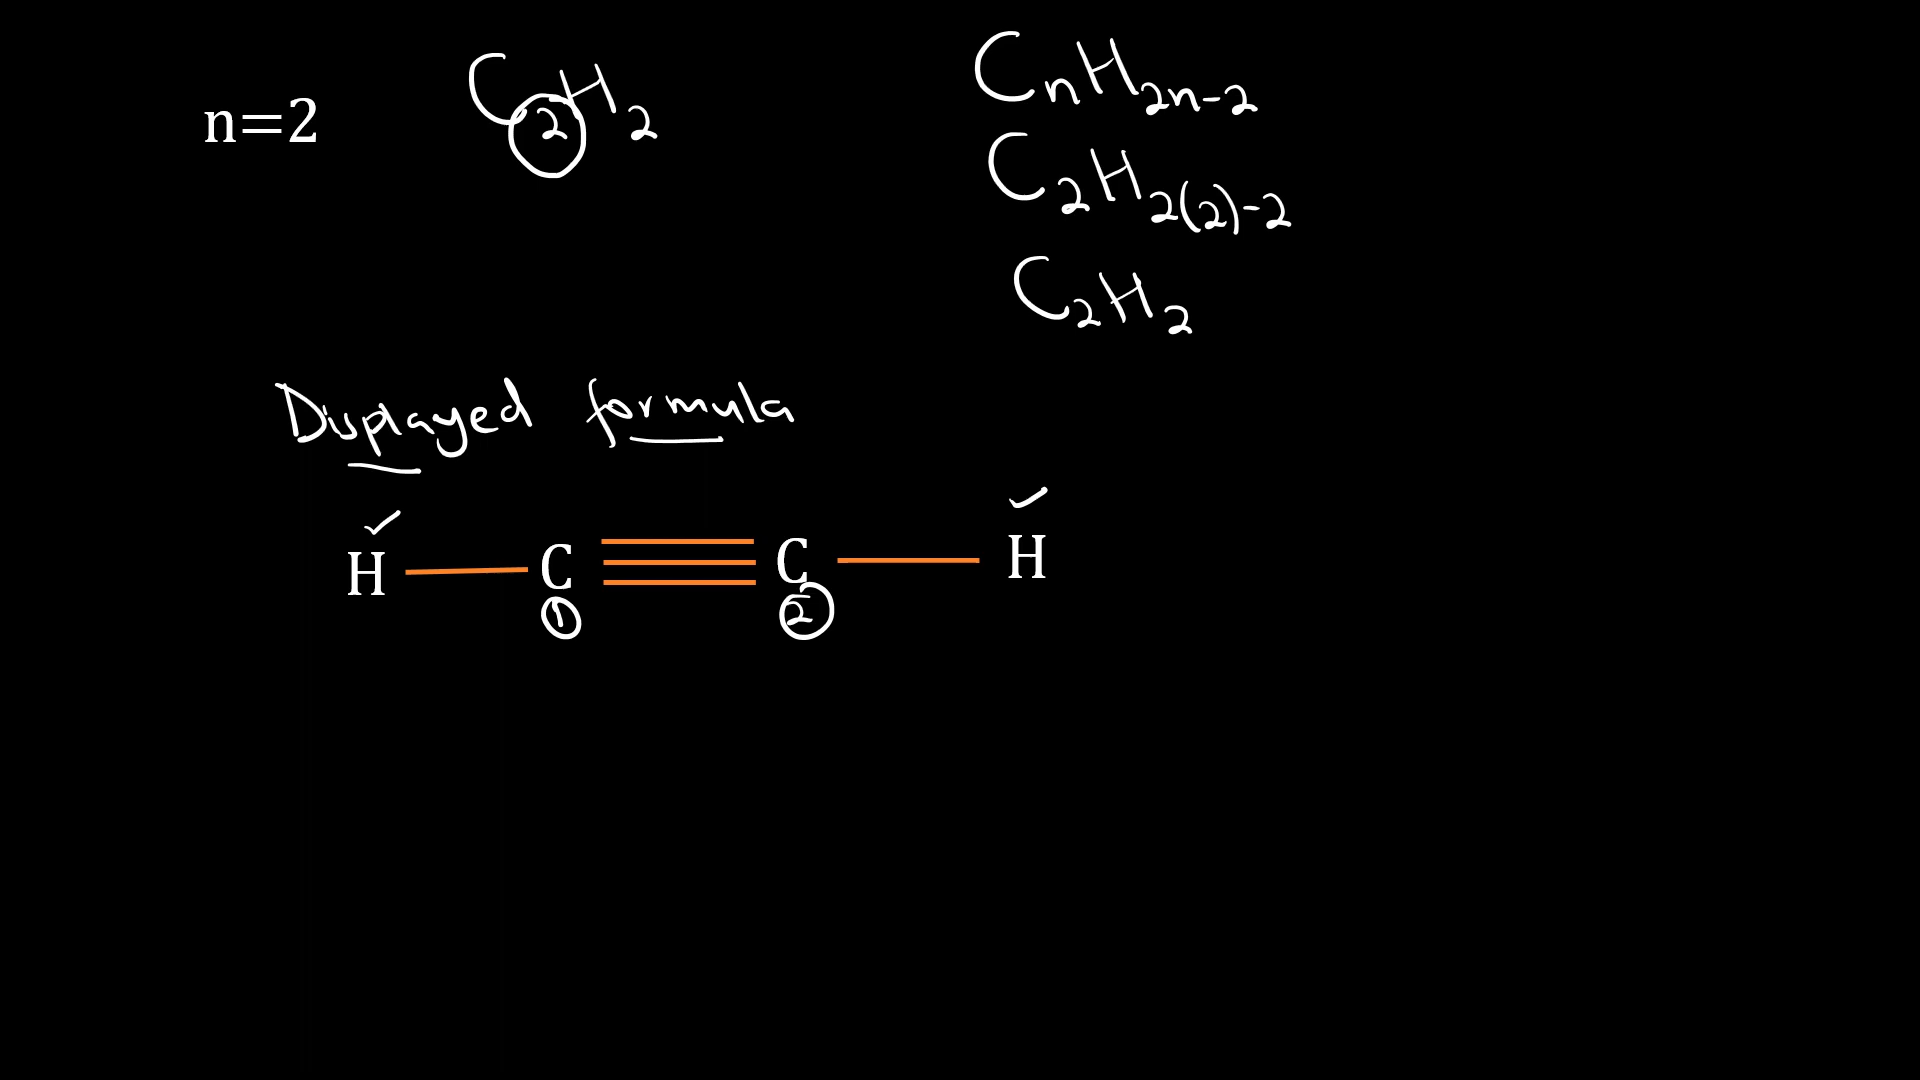 n=2
C₂H₂
CₙH₂ₙ₋₂
C₂H₂₍₂₎₋₂
C₂H₂
Displayed formula
H — C ≡ C — H
1 2